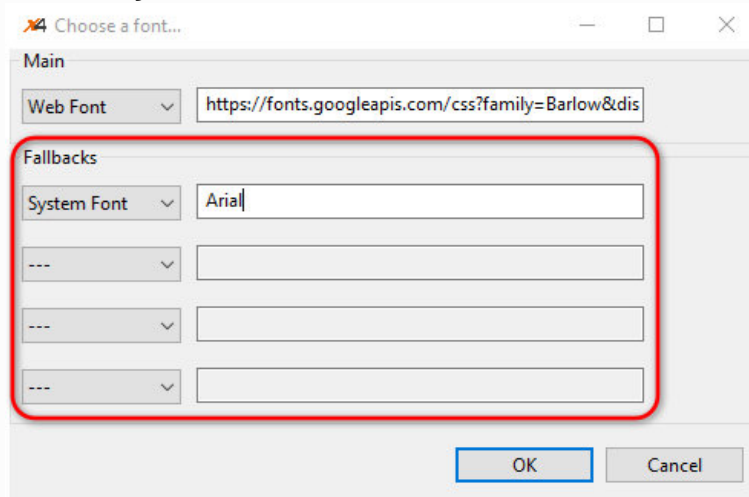 X4 Choose a font...
Main
Web Font https://fonts.googleapis.com/css?family=Barlow&dis
Fallbacks
System Font Arial
---
---
---
OK Cancel